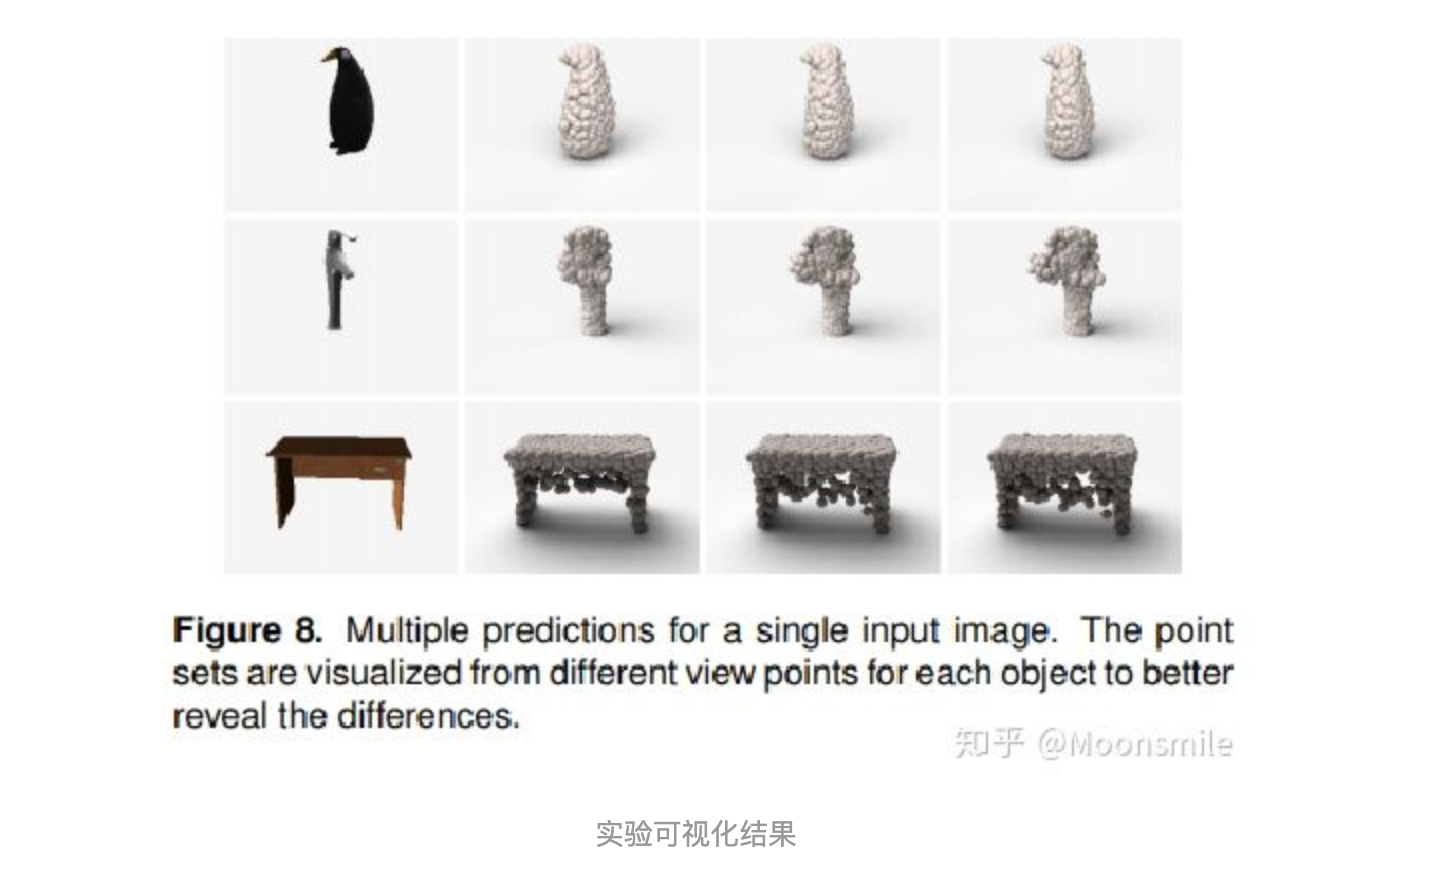 Figure 8. Multiple predictions for a single input image. The point
sets are visualized from different view points for each object to better
reveal the differences.
知乎 @Moonsmile
实验可视化结果